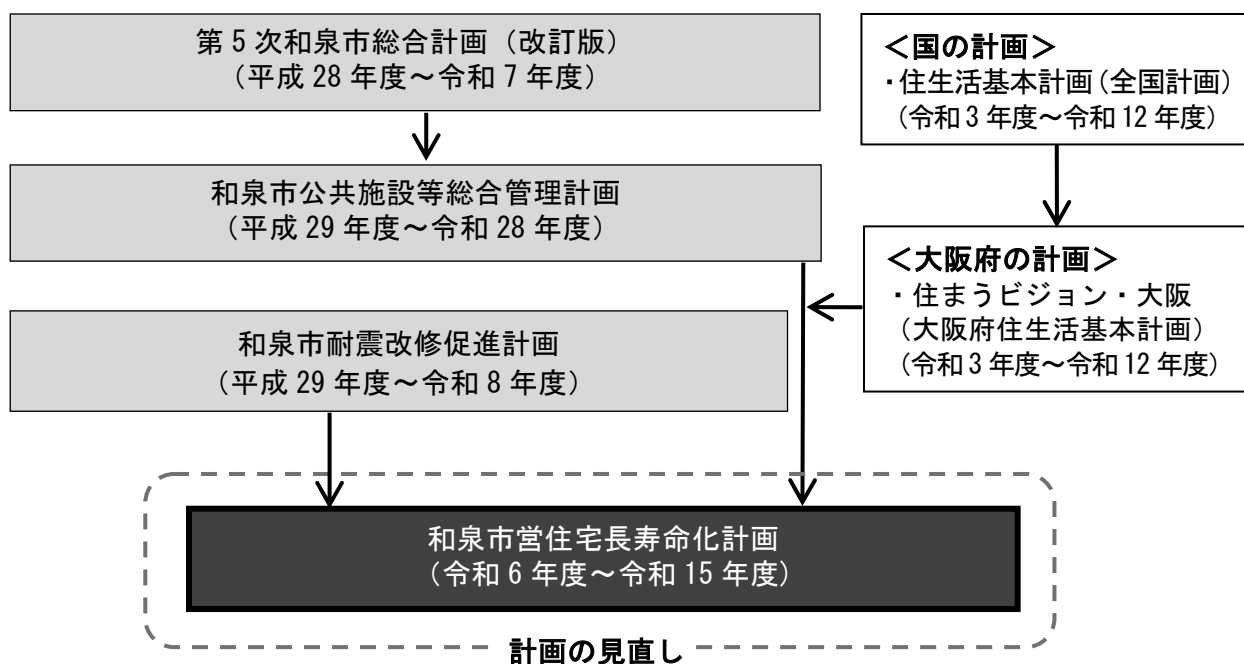 第5次和泉市総合計画（改訂版）
（平成28年度～令和7年度）
和泉市公共施設等総合管理計画
（平成29年度～令和28年度）
和泉市耐震改修促進計画
（平成29年度～令和8年度）
＜国の計画＞
・住生活基本計画（全国計画）
（令和3年度～令和12年度）
＜大阪府の計画＞
・住まうビジョン・大阪
（大阪府住生活基本計画）
（令和3年度～令和12年度）
和泉市営住宅長寿命化計画
（令和6年度～令和15年度）
計画の見直し